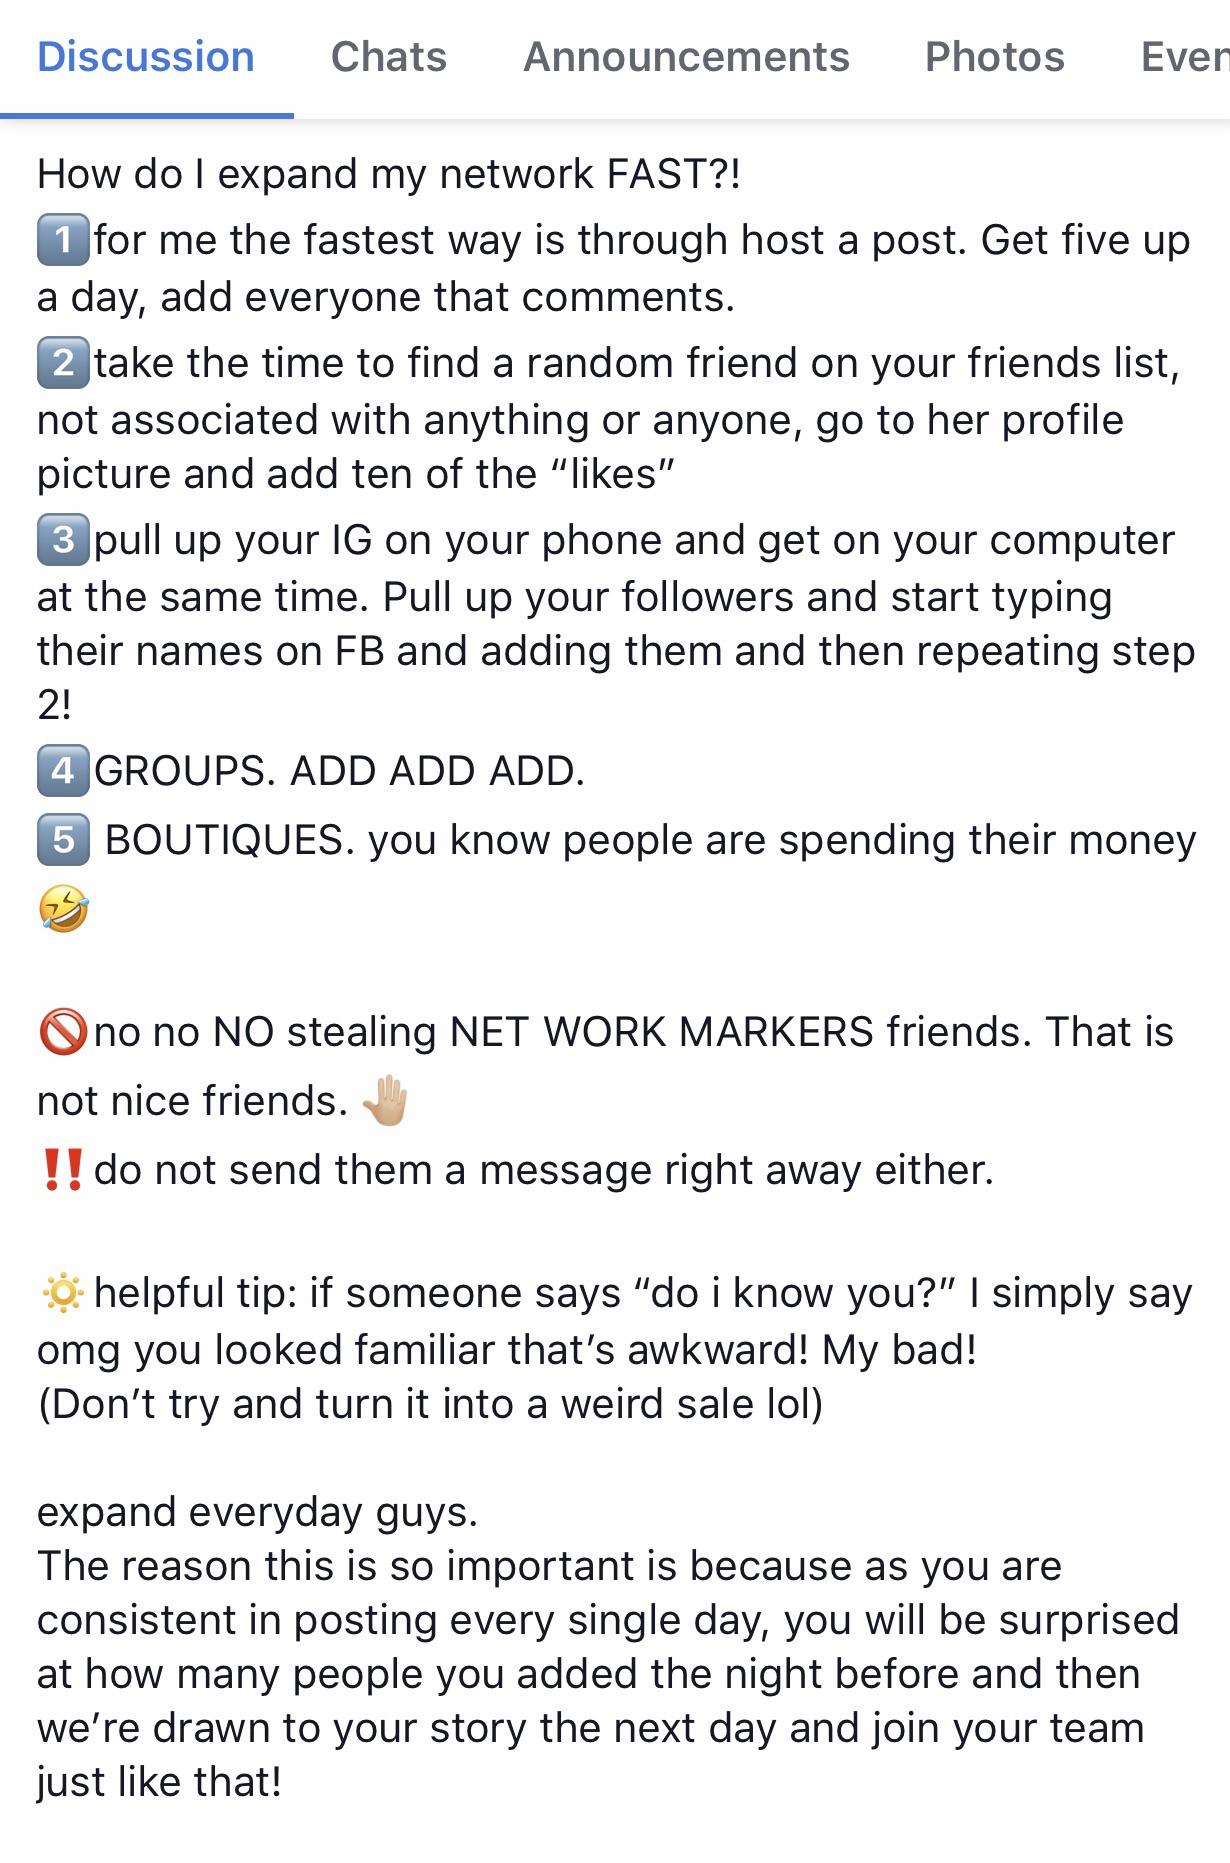 Discussion Chats Announcements Photos Even
How do I expand my network FAST?!
1️⃣for me the fastest way is through host a post. Get five up
a day, add everyone that comments.
2️⃣take the time to find a random friend on your friends list,
not associated with anything or anyone, go to her profile
picture and add ten of the “likes”
3️⃣pull up your IG on your phone and get on your computer
at the same time. Pull up your followers and start typing
their names on FB and adding them and then repeating step
2!
4️⃣GROUPS. ADD ADD ADD.
5️⃣ BOUTIQUES. you know people are spending their money
🤣
🚫no no NO stealing NET WORK MARKERS friends. That is
not nice friends. 🤚🏼
‼️do not send them a message right away either.
🔅helpful tip: if someone says “do i know you?” I simply say
omg you looked familiar that’s awkward! My bad!
(Don’t try and turn it into a weird sale lol)
expand everyday guys.
The reason this is so important is because as you are
consistent in posting every single day, you will be surprised
at how many people you added the night before and then
we’re drawn to your story the next day and join your team
just like that!